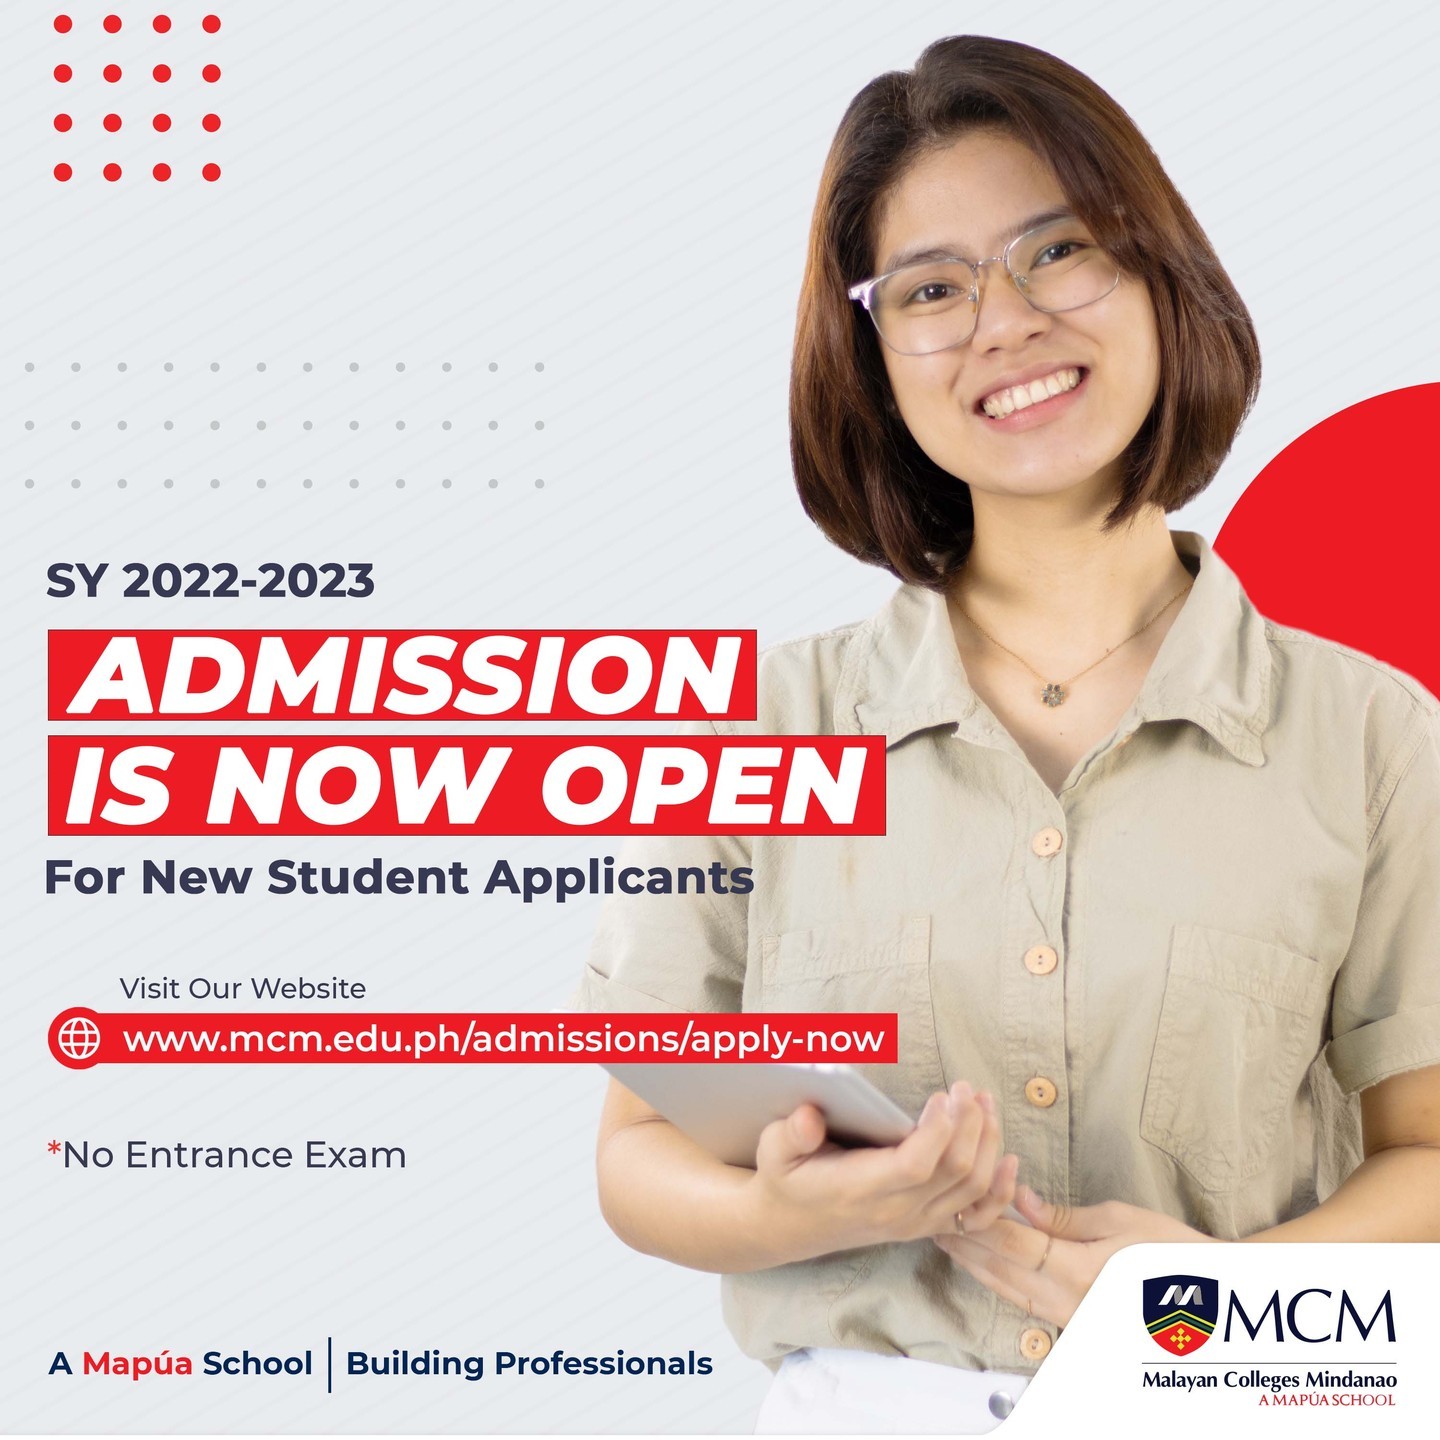 SY 2022-2023
ADMISSION
IS NOW OPEN
For New Student Applicants
Visit Our Website
www.mcm.edu.ph/admissions/apply-now
*No Entrance Exam
A Mapúa School | Building Professionals
MCM
Malayan Colleges Mindanao
A MAPÚA SCHOOL